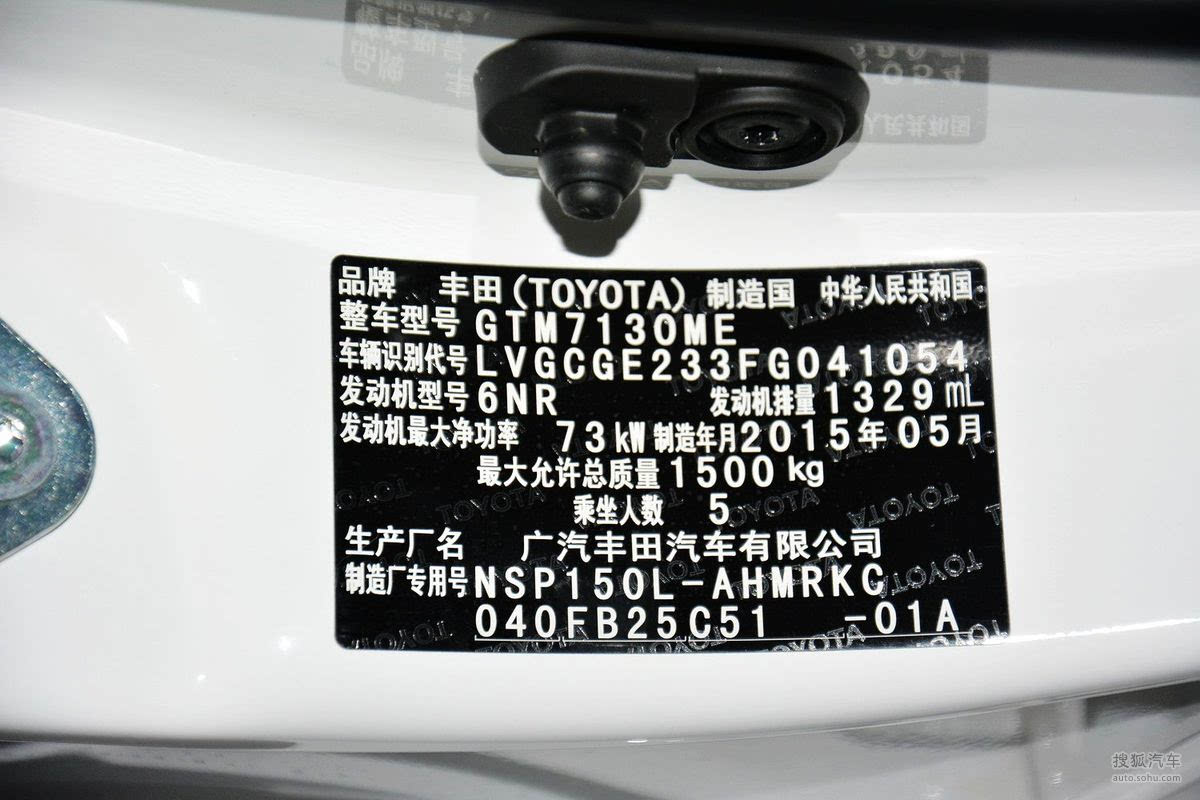 品牌 丰田(TOYOTA) 制造国 中华人民共和国
整车型号 GTM7130ME
车辆识别代号 LVGCGE233FG041054
发动机型号 6NR 发动机排量 1329 mL
发动机最大净功率 73 kW 制造年月 2015年05月
最大允许总质量 1500 kg
乘坐人数 5
生产厂名 广汽丰田汽车有限公司
制造厂专用号 NSP150L-AHMRKC
040FB25C51 -01A
搜狐汽车
auto.sohu.com